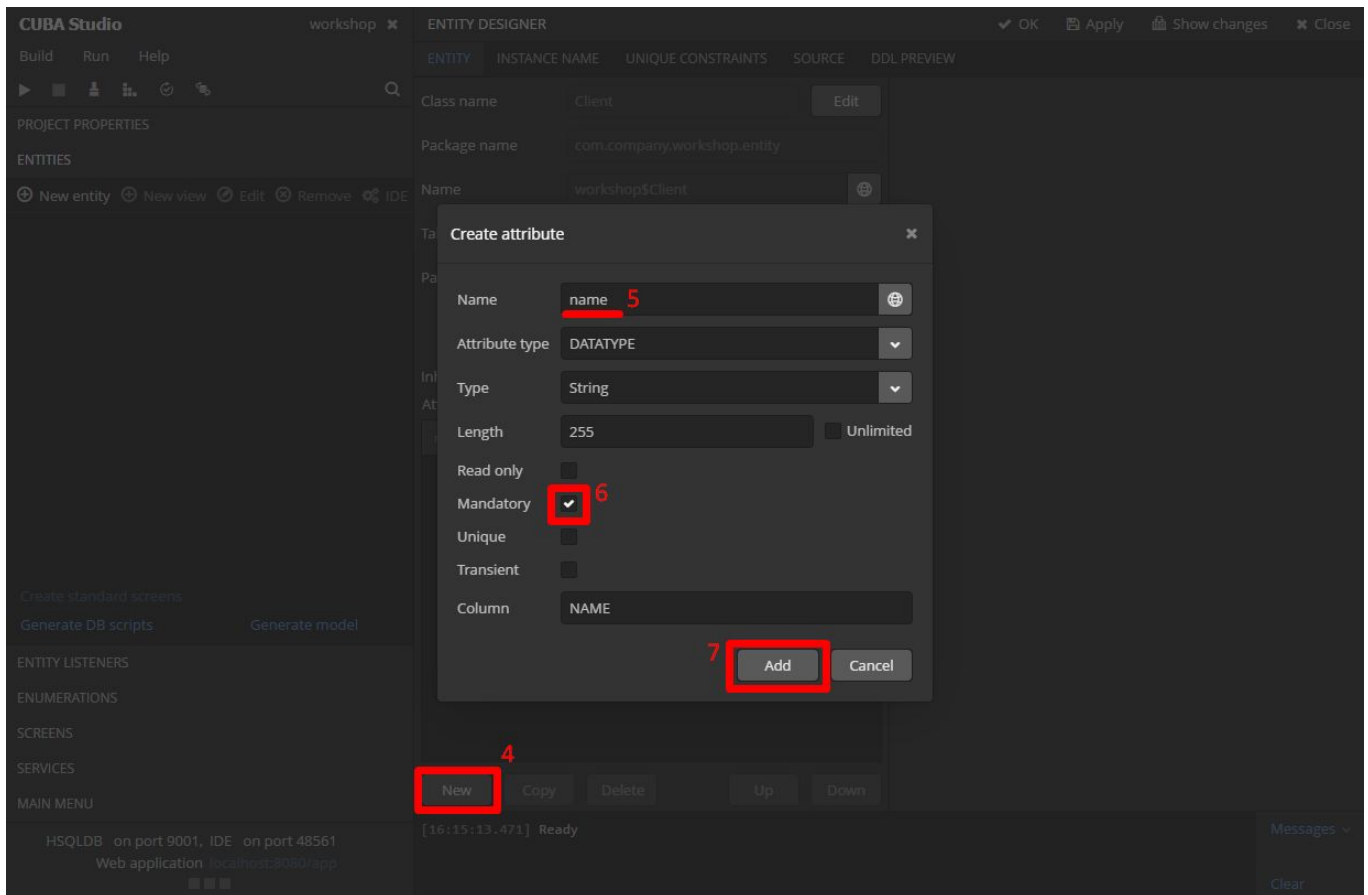 CUBA Studio
workshop
Build Run Help
PROJECT PROPERTIES
ENTITIES
New entity New view Edit Remove IDE
Create standard screens
Generate DB scripts Generate model
ENTITY LISTENERS
ENUMERATIONS
SCREENS
SERVICES
MAIN MENU
HSQLDB on port 9001, IDE on port 48561
Web application localhost:8080/app
ENTITY DESIGNER
OK Apply Show changes Close
ENTITY INSTANCE NAME UNIQUE CONSTRAINTS SOURCE DDL PREVIEW
Class name Client Edit
Package name com.company.workshop.entity
Name workshop$Client
Ta
Pa
Inh
At
Create attribute
Name name 5
Attribute type DATATYPE
Type String
Length 255 Unlimited
Read only
Mandatory 6
Unique
Transient
Column NAME
7 Add Cancel
4
New Copy Delete Up Down
[16:15:13.471] Ready
Messages
Clear